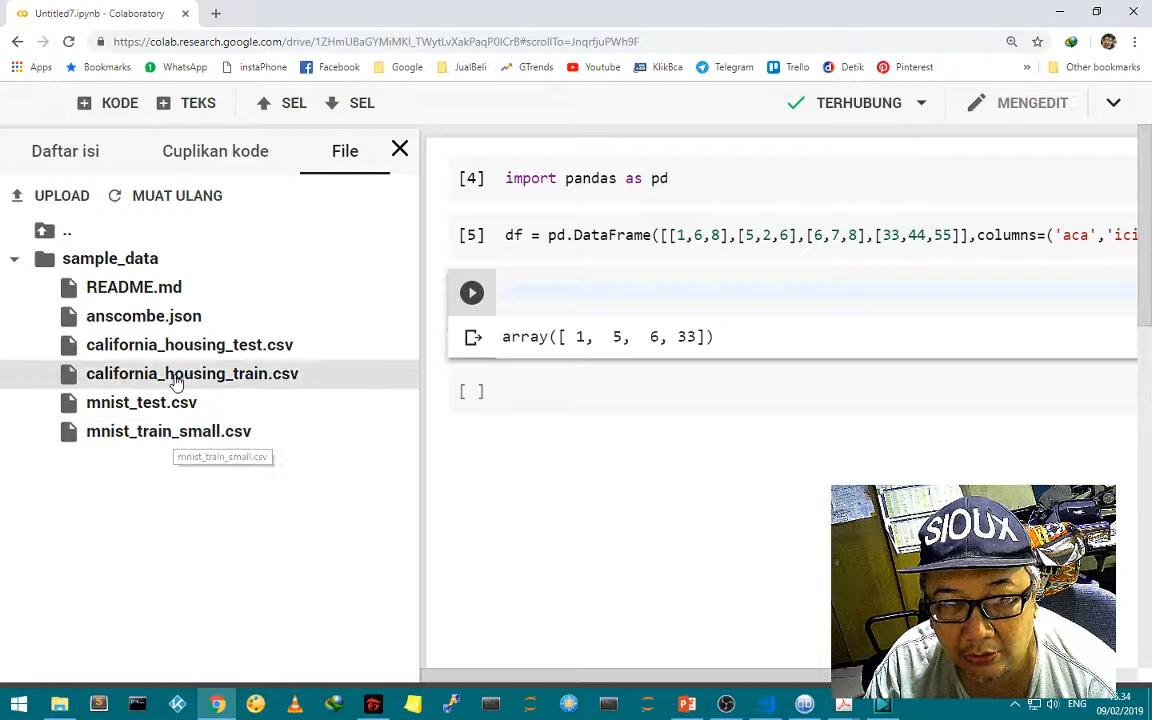 Untitled7.ipynb - Colaboratory
https://colab.research.google.com/drive/1ZHmUBaGYMiMKl_TWytLvXakPaqP0ICrB#scrollTo=JnqrfjuPWh9F
Apps Bookmarks WhatsApp instaPhone Facebook Google JualBeli GTrends Youtube KlikBca Telegram Trello Detik Pinterest » Other bookmarks
KODE TEKS SEL SEL TERHUBUNG MENGEDIT
Daftar isi Cuplikan kode File
UPLOAD MUAT ULANG
..
sample_data
README.md
anscombe.json
california_housing_test.csv
california_housing_train.csv
mnist_test.csv
mnist_train_small.csv
mnist_train_small.csv
[4] import pandas as pd
[5] df = pd.DataFrame([[1,6,8],[5,2,6],[6,7,8],[33,44,55]],columns=('aca','ici
array([ 1, 5, 6, 33])
[ ]
SIOUX
ENG
09/02/2019